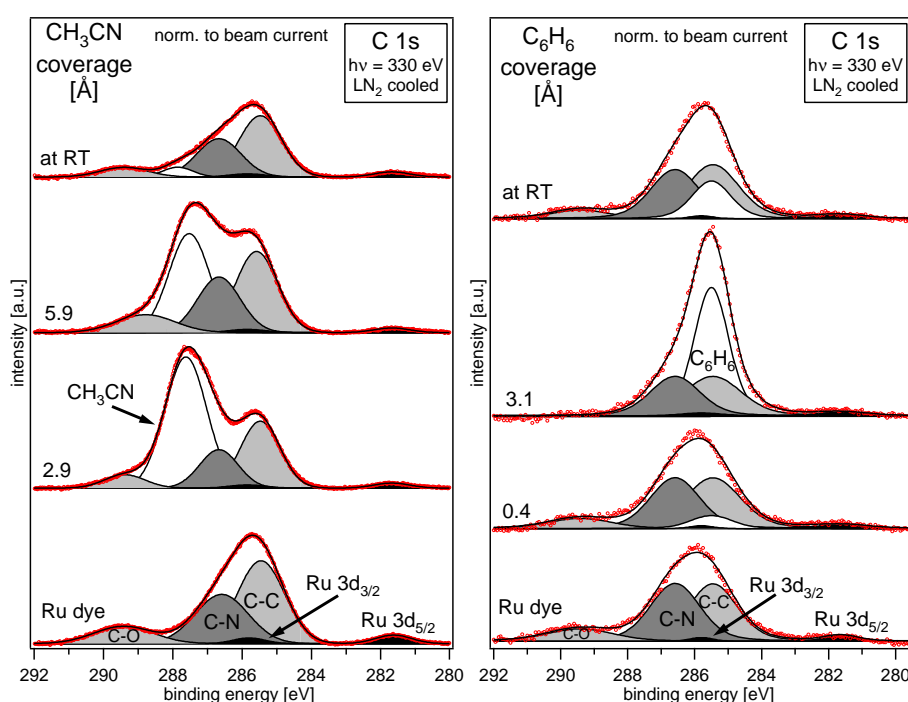 CH₃CN
coverage
[Å]
norm. to beam current
C 1s
hν = 330 eV
LN₂ cooled
at RT
5.9
CH₃CN
2.9
Ru dye
C-O
C-N
C-C
Ru 3d₃/₂
Ru 3d₅/₂
intensity [a.u.]
292 290 288 286 284 282 280
binding energy [eV]
C₆H₆
coverage
[Å]
norm. to beam current
C 1s
hν = 330 eV
LN₂ cooled
at RT
C₆H₆
3.1
0.4
Ru dye
C-O
C-N
C-C
Ru 3d₃/₂
Ru 3d₅/₂
intensity [a.u.]
292 290 288 286 284 282 280
binding energy [eV]